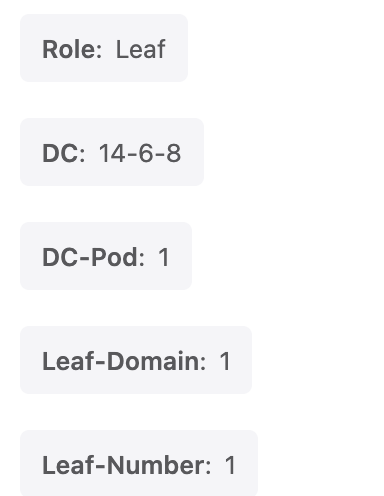 Role: Leaf
DC: 14-6-8
DC-Pod: 1
Leaf-Domain: 1
Leaf-Number: 1